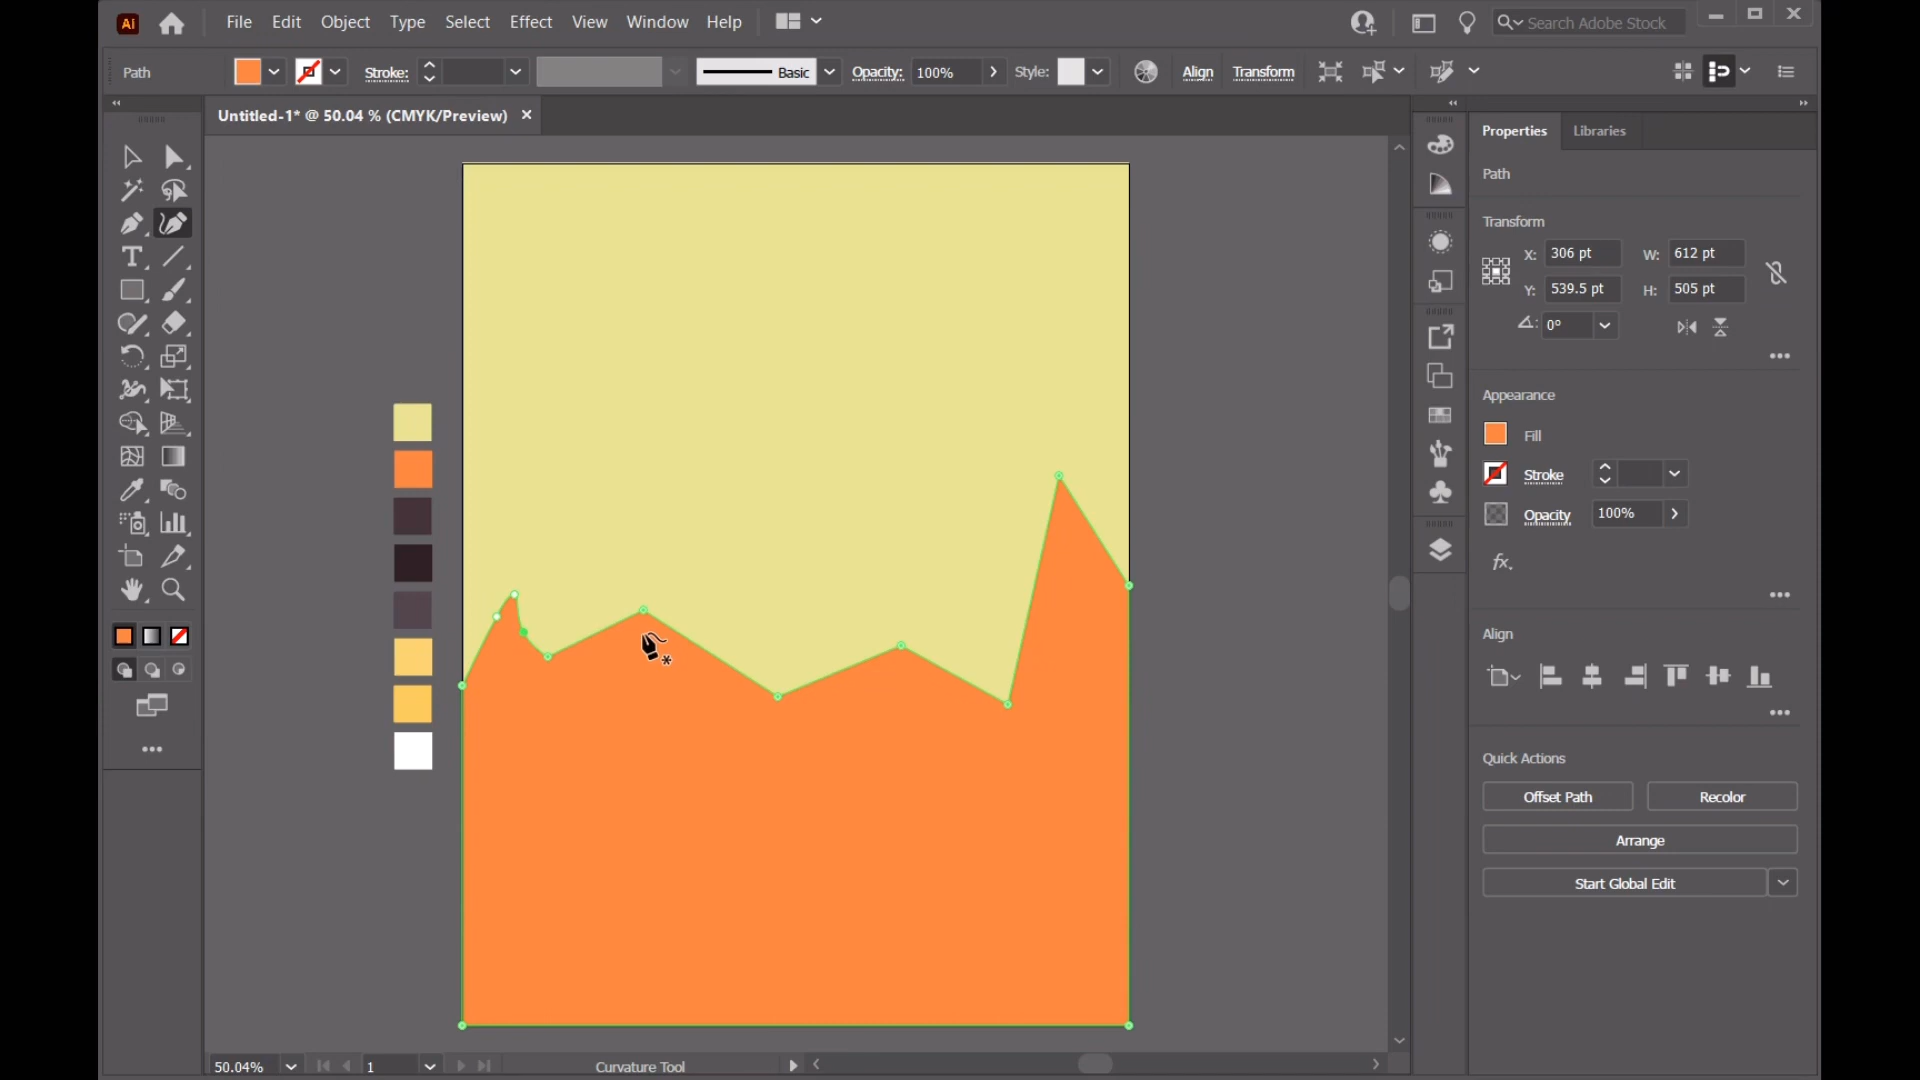 Ai File Edit Object Type Select Effect View Window Help Search Adobe Stock
Path Stroke: Basic Opacity: 100% Style: Align Transform
Untitled-1* @ 50.04 % (CMYK/Preview)
Properties Libraries
Path
Transform
X: 306 pt W: 612 pt
Y: 539.5 pt H: 505 pt
0°
Appearance
Fill
Stroke
Opacity 100%
fx.
Align
Quick Actions
Offset Path Recolor
Arrange
Start Global Edit
50.04% 1 Curvature Tool